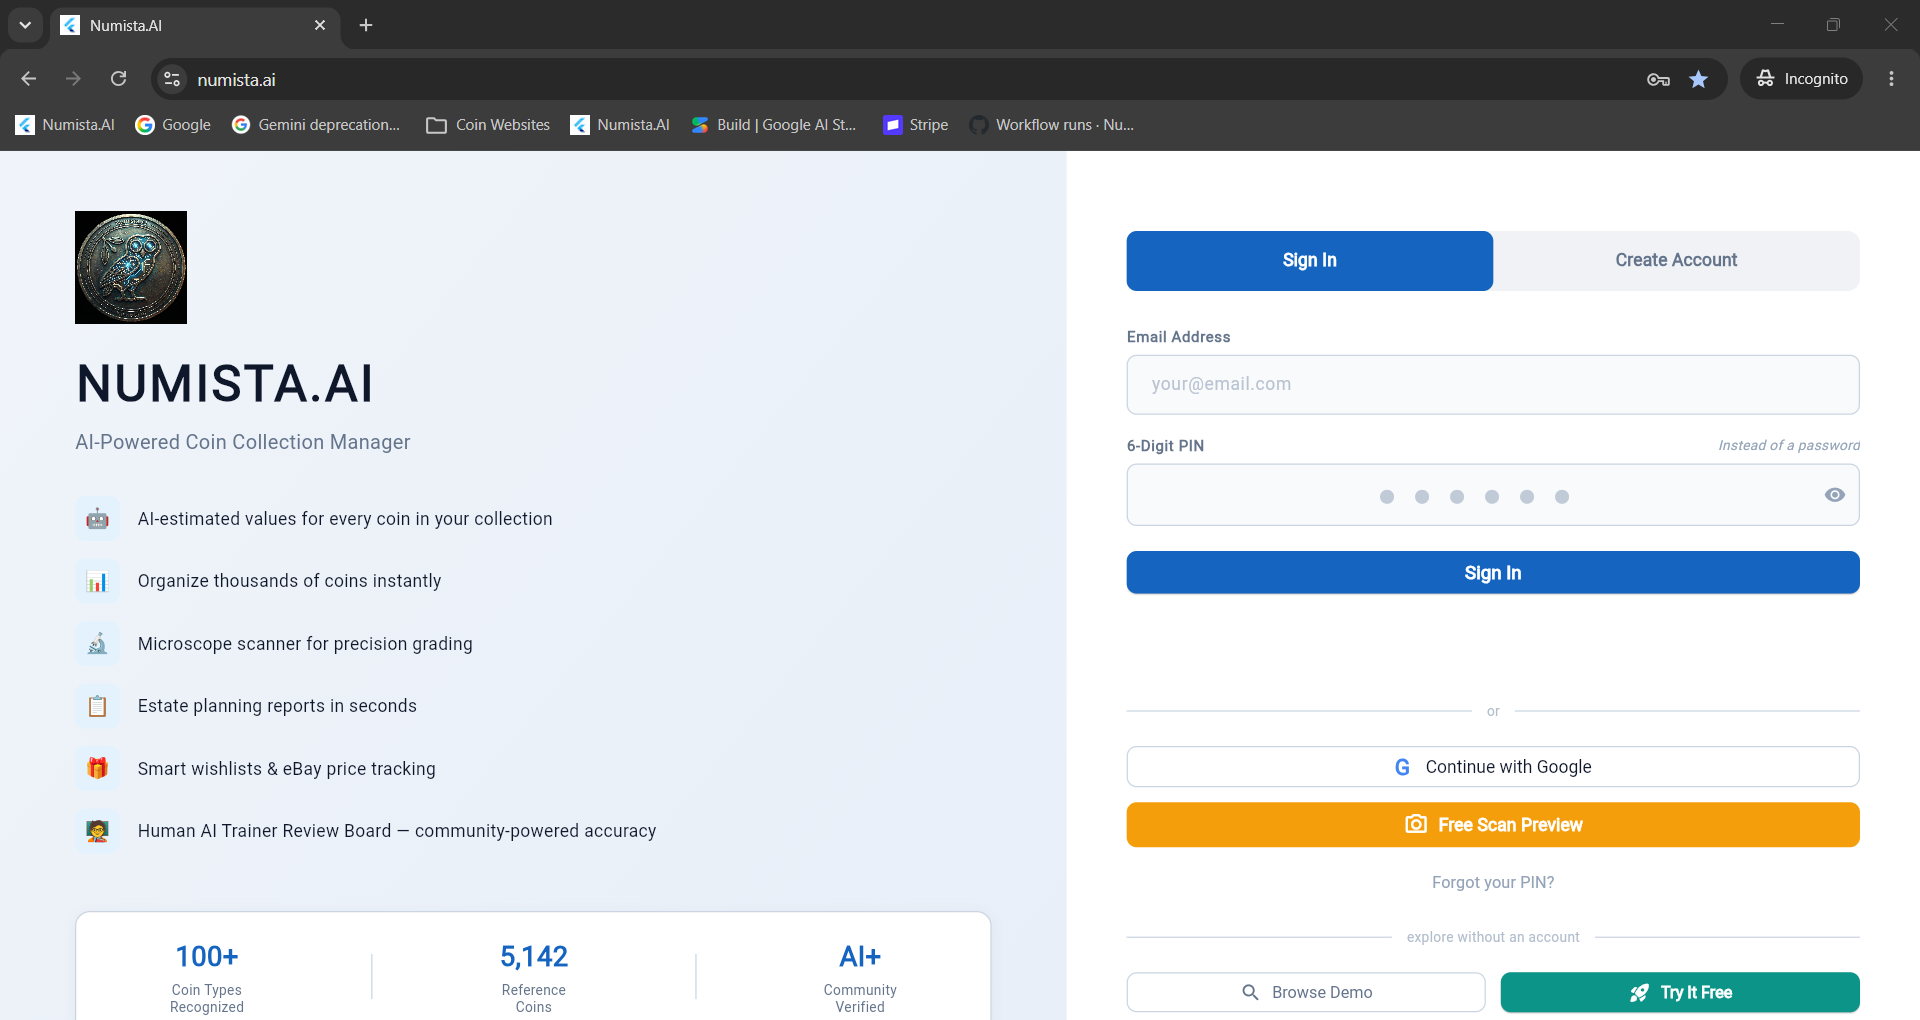 Numista.AI
numista.ai
Incognito
Numista.AI
Google
Gemini deprecation...
Coin Websites
Numista.AI
Build | Google AI St...
Stripe
Workflow runs · Nu...
NUMISTA.AI
AI-Powered Coin Collection Manager
AI-estimated values for every coin in your collection
Organize thousands of coins instantly
Microscope scanner for precision grading
Estate planning reports in seconds
Smart wishlists & eBay price tracking
Human AI Trainer Review Board — community-powered accuracy
100+
Coin Types
Recognized
5,142
Reference
Coins
AI+
Community
Verified
Sign In
Create Account
Email Address
your@email.com
6-Digit PIN
Instead of a password
Sign In
or
G Continue with Google
Free Scan Preview
Forgot your PIN?
explore without an account
Browse Demo
Try It Free